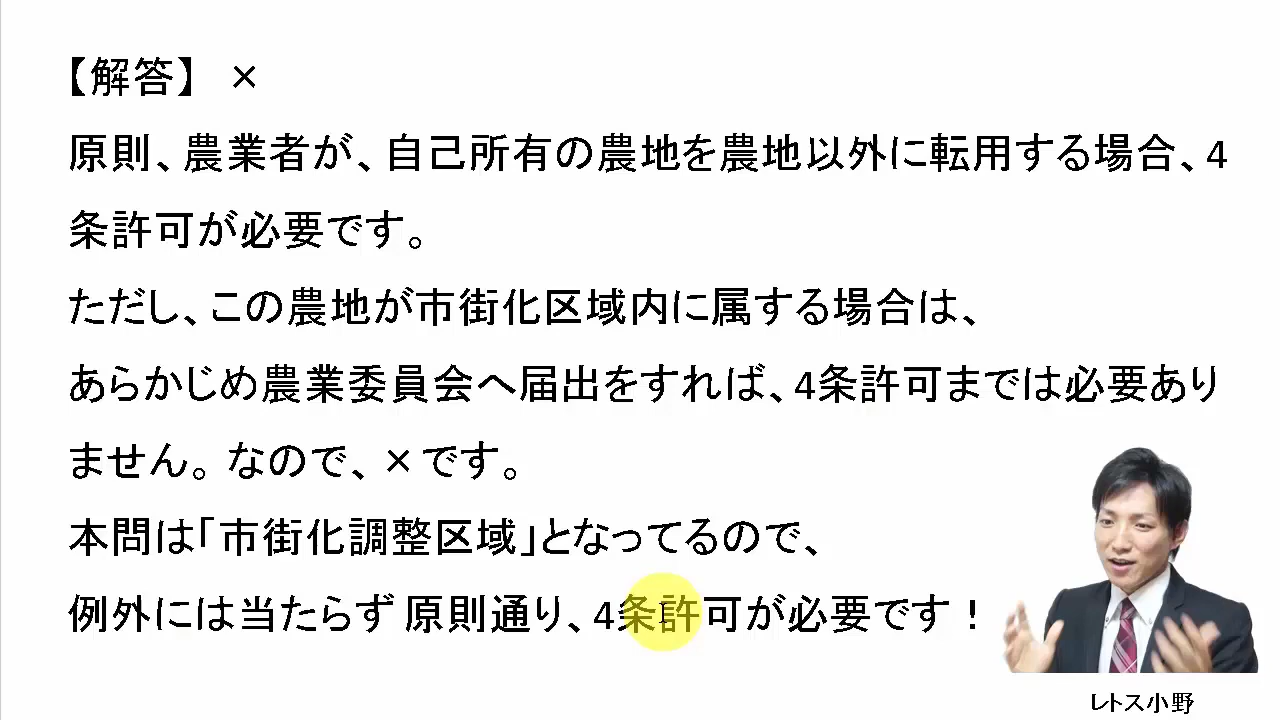 【解答】 ×
原則、農業者が、自己所有の農地を農地以外に転用する場合、4
条許可が必要です。
ただし、この農地が市街化区域内に属する場合は、
あらかじめ農業委員会へ届出をすれば、4条許可までは必要あり
ません。なので、×です。
本問は「市街化調整区域」となってるので、
例外には当たらず原則通り、4条許可が必要です！
レトス小野